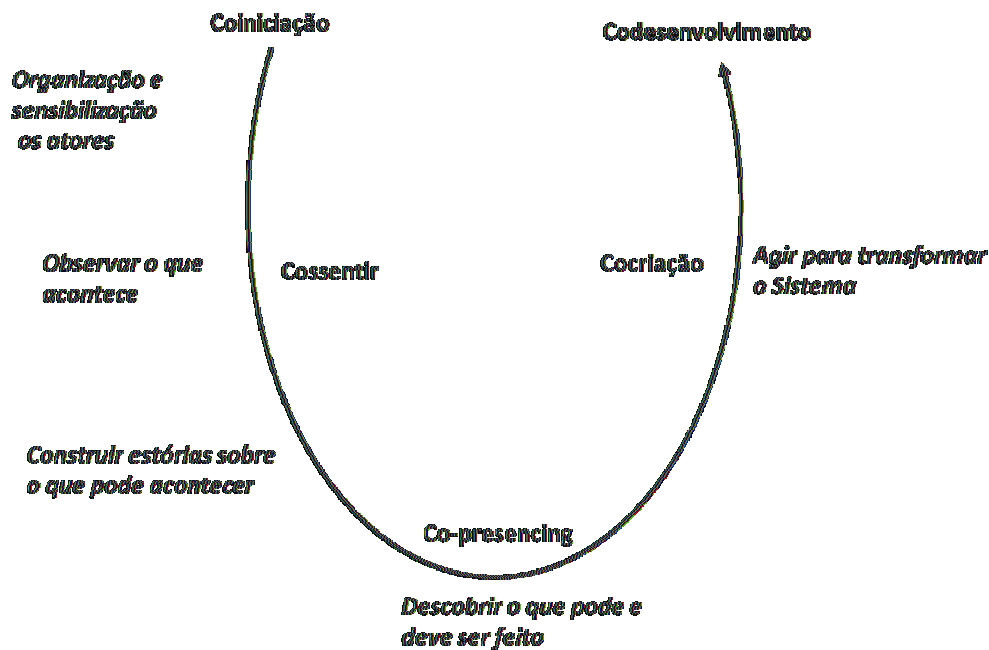 Coiniciação
Codesenvolvimento
Organização e
sensibilização
os atores
Observar o que
acontece
Cossentir
Cocriação
Agir para transformar
o Sistema
Construir estórias sobre
o que pode acontecer
Co-presencing
Descobrir o que pode e
deve ser feito